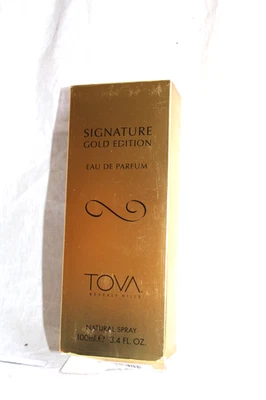 SIGNATURE
GOLD EDITION
EAU DE PARFUM
TOVA
BEVERLY HILLS
NATURAL SPRAY
100ml e 3.4 FL. OZ.